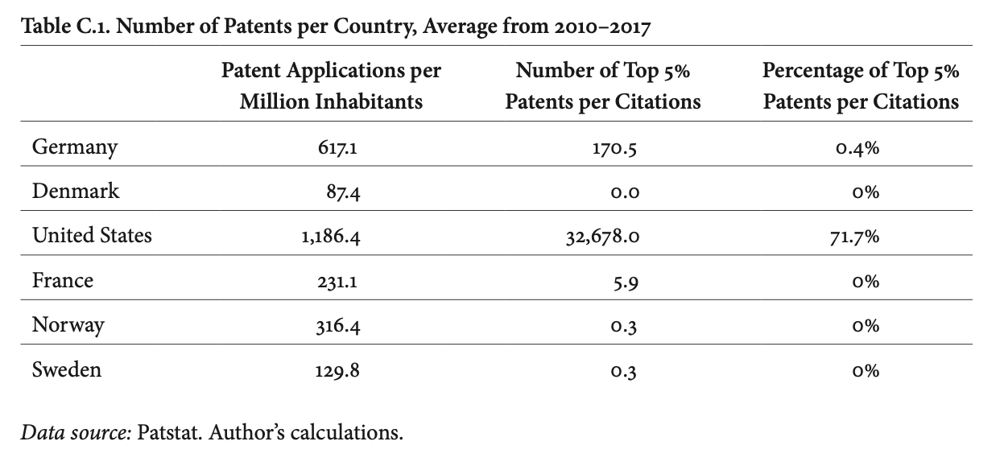 Table C.1. Number of Patents per Country, Average from 2010–2017
Patent Applications per Million Inhabitants Number of Top 5% Patents per Citations Percentage of Top 5% Patents per Citations
Germany 617.1 170.5 0.4%
Denmark 87.4 0.0 0%
United States 1,186.4 32,678.0 71.7%
France 231.1 5.9 0%
Norway 316.4 0.3 0%
Sweden 129.8 0.3 0%
Data source: Patstat. Author’s calculations.